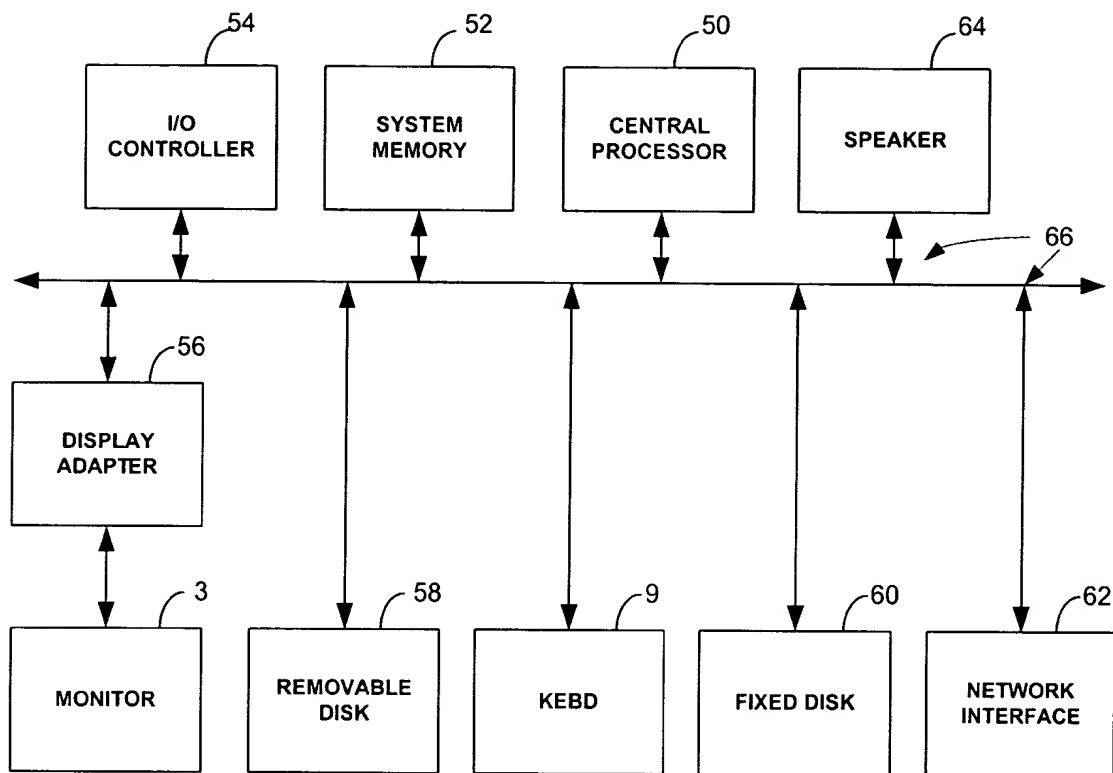 54
52
50
64
I/O
CONTROLLER
SYSTEM
MEMORY
CENTRAL
PROCESSOR
SPEAKER
66
56
DISPLAY
ADAPTER
3
58
9
60
62
MONITOR
REMOVABLE
DISK
KEBD
FIXED DISK
NETWORK
INTERFACE